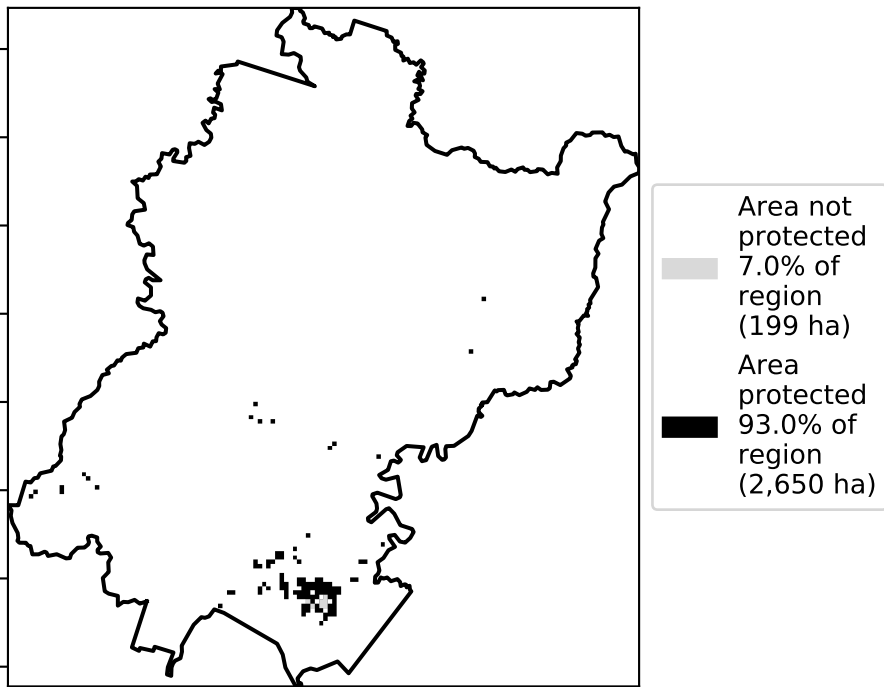 Area not
protected
7.0% of
region
(199 ha)
Area
protected
93.0% of
region
(2,650 ha)